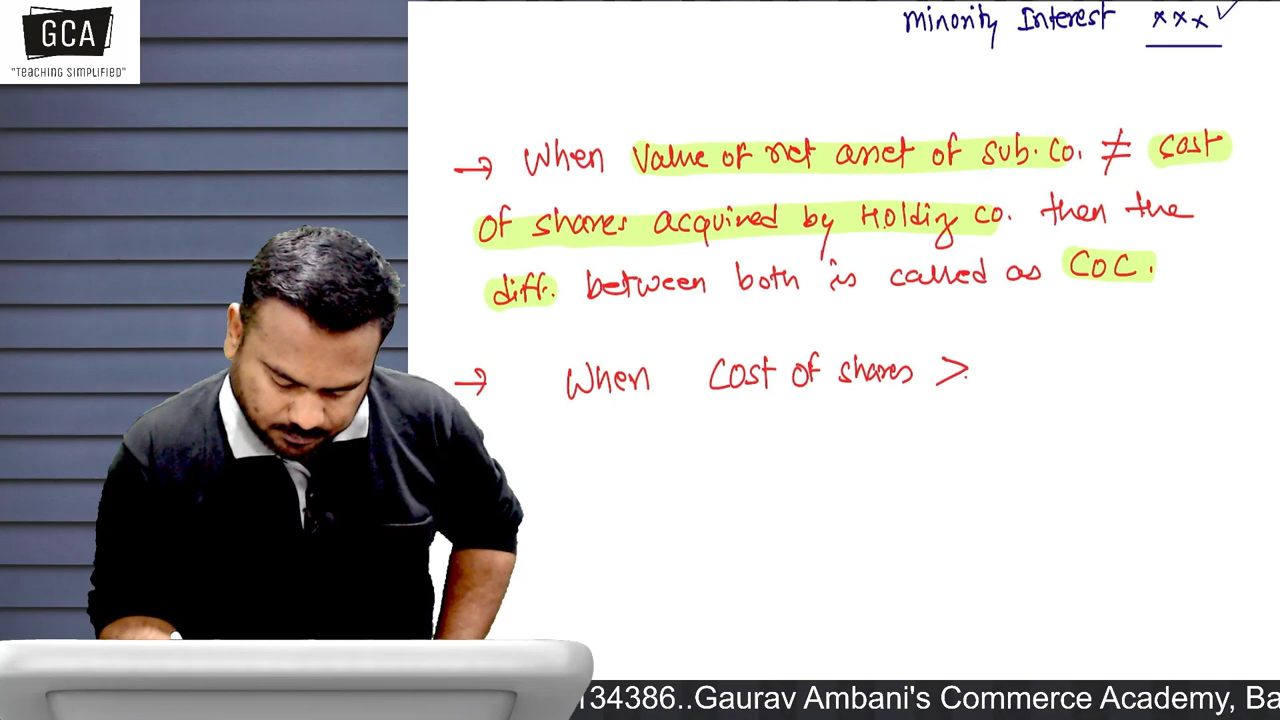 GCA
"TEACHING SIMPLIFIED"
Minority Interest xxx ✓
→ When value of net asset of sub. co. ≠ cost
of shares acquired by Holding co. then the
diff. between both is called as COC.
→ When cost of shares >
134386..Gaurav Ambani's Commerce Academy, Ba